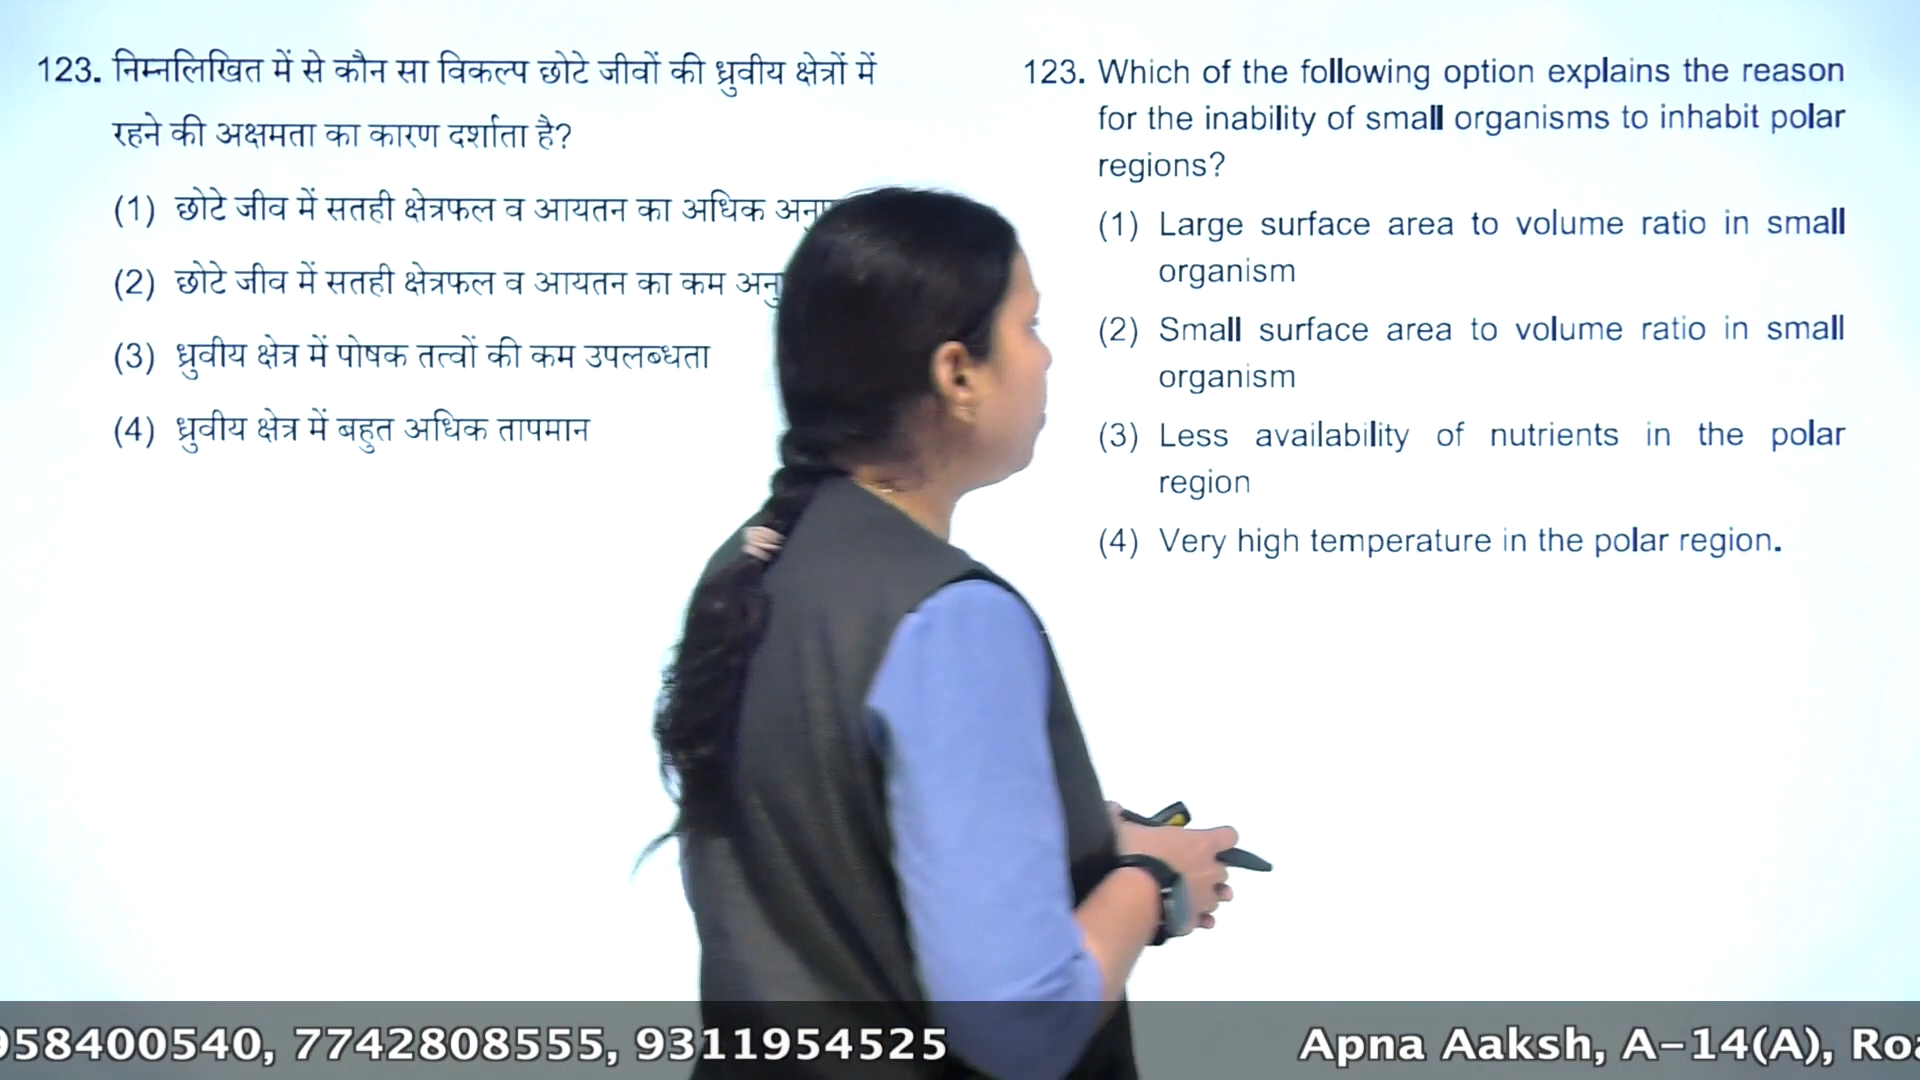 123. निम्नलिखित में से कौन सा विकल्प छोटे जीवों की ध्रुवीय क्षेत्रों में
रहने की अक्षमता का कारण दर्शाता है?
(1) छोटे जीव में सतही क्षेत्रफल व आयतन का अधिक
(2) छोटे जीव में सतही क्षेत्रफल व आयतन का कम
(3) ध्रुवीय क्षेत्र में पोषक तत्वों की कम उपलब्धता
(4) ध्रुवीय क्षेत्र में बहुत अधिक तापमान
123. Which of the following option explains the reason
for the inability of small organisms to inhabit polar
regions?
(1) Large surface area to volume ratio in small
organism
(2) Small surface area to volume ratio in small
organism
(3) Less availability of nutrients in the polar
region
(4) Very high temperature in the polar region.
958400540, 7742808555, 9311954525
Apna Aaksh, A-14(A),